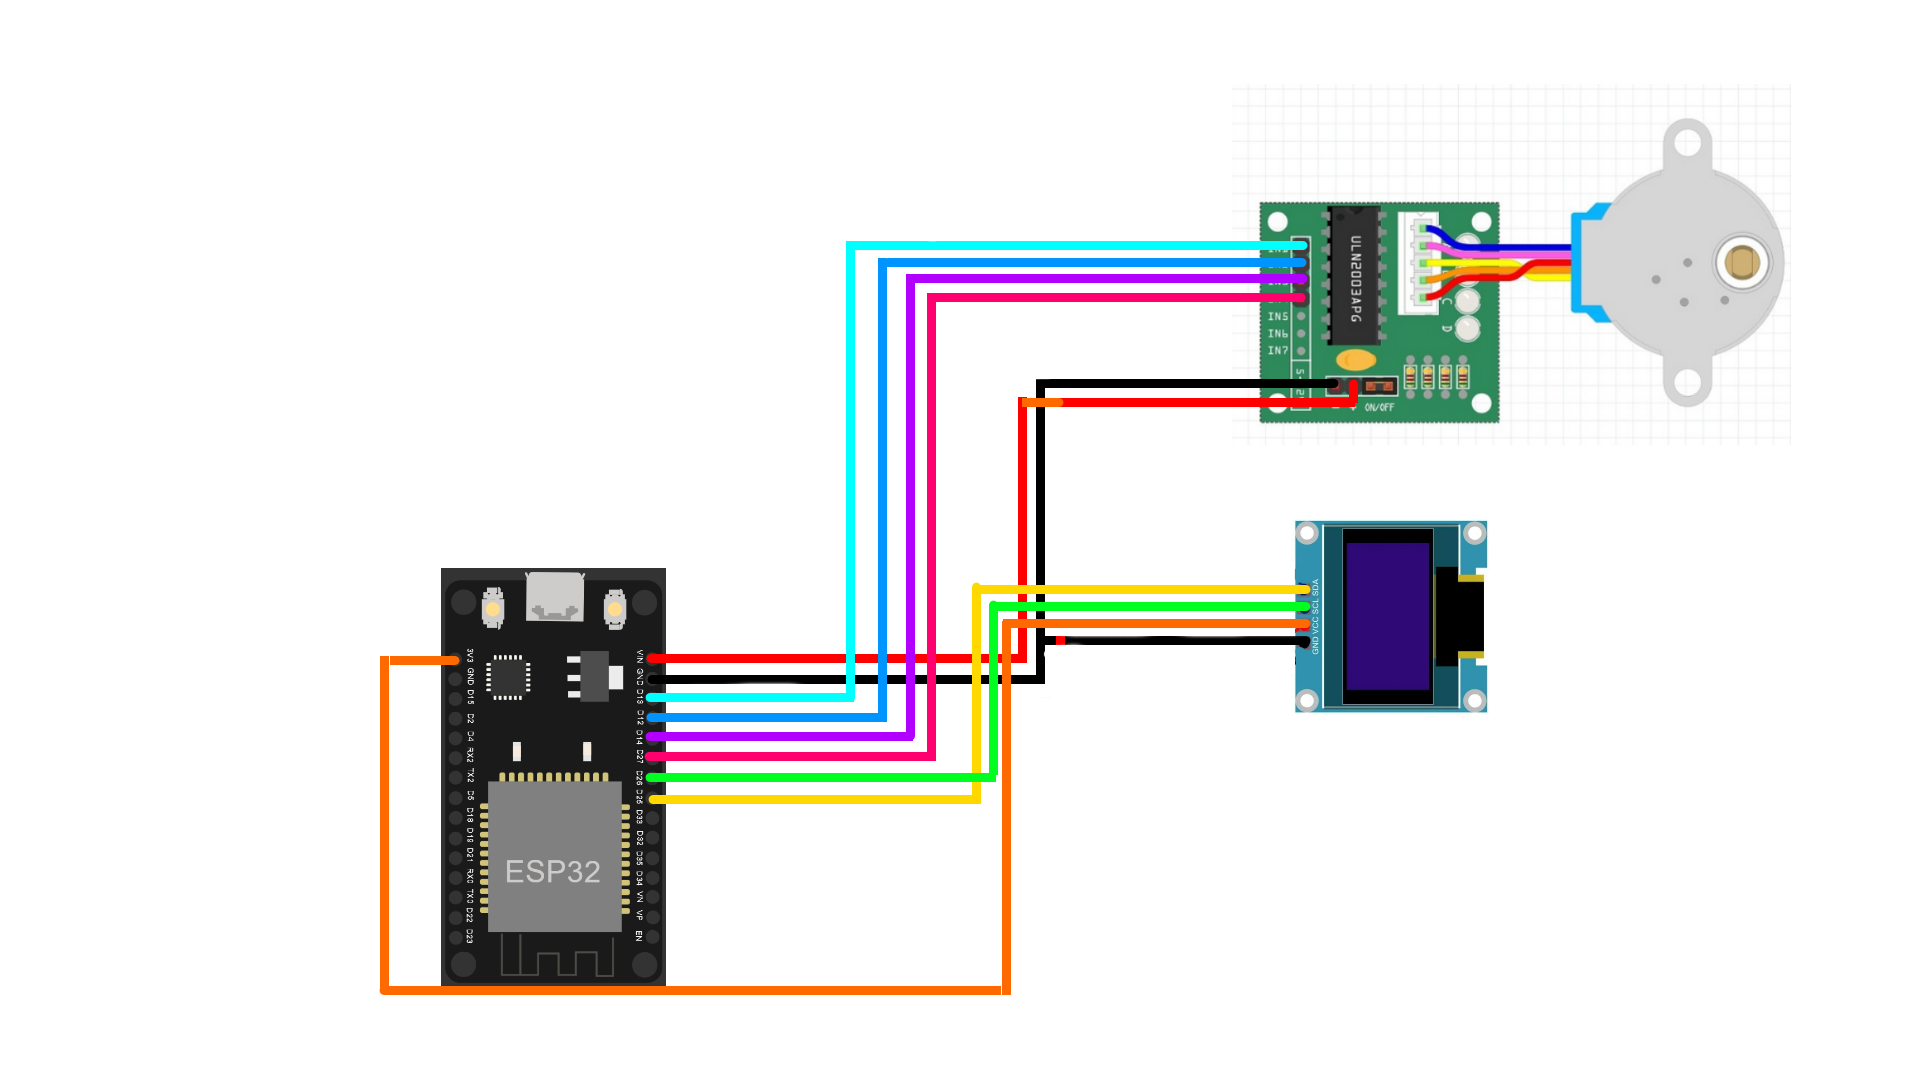 ULN2003APG
C
D
IN5
IN6
IN7
ON/OFF
SDA
SCL
VCC
GND
3V3
GND
D15
D2
D4
RX2
TX2
D5
D18
D19
D21
RX0
TX0
D22
D23
VIN
GND
D13
D12
D14
D27
D26
D25
D33
D32
D35
D34
VN
VP
EN
ESP32